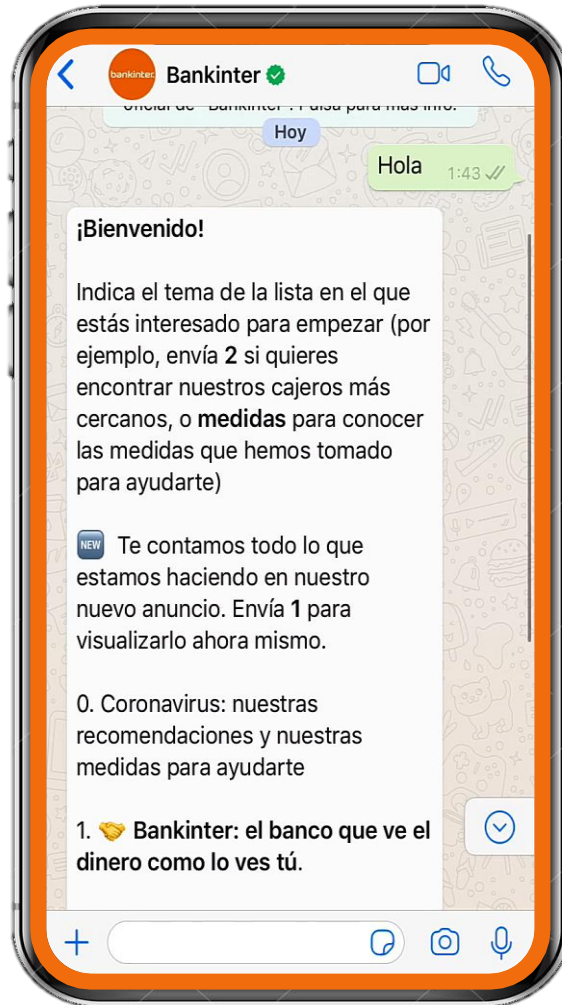 bankinter
Bankinter
oficial de "Bankinter". Pulsa para más info.
Hoy
Hola 1:43
¡Bienvenido!
Indica el tema de la lista en el que
estás interesado para empezar (por
ejemplo, envía 2 si quieres
encontrar nuestros cajeros más
cercanos, o medidas para conocer
las medidas que hemos tomado
para ayudarte)
NEW Te contamos todo lo que
estamos haciendo en nuestro
nuevo anuncio. Envía 1 para
visualizarlo ahora mismo.
0. Coronavirus: nuestras
recomendaciones y nuestras
medidas para ayudarte
1. 🤝 Bankinter: el banco que ve el
dinero como lo ves tú.